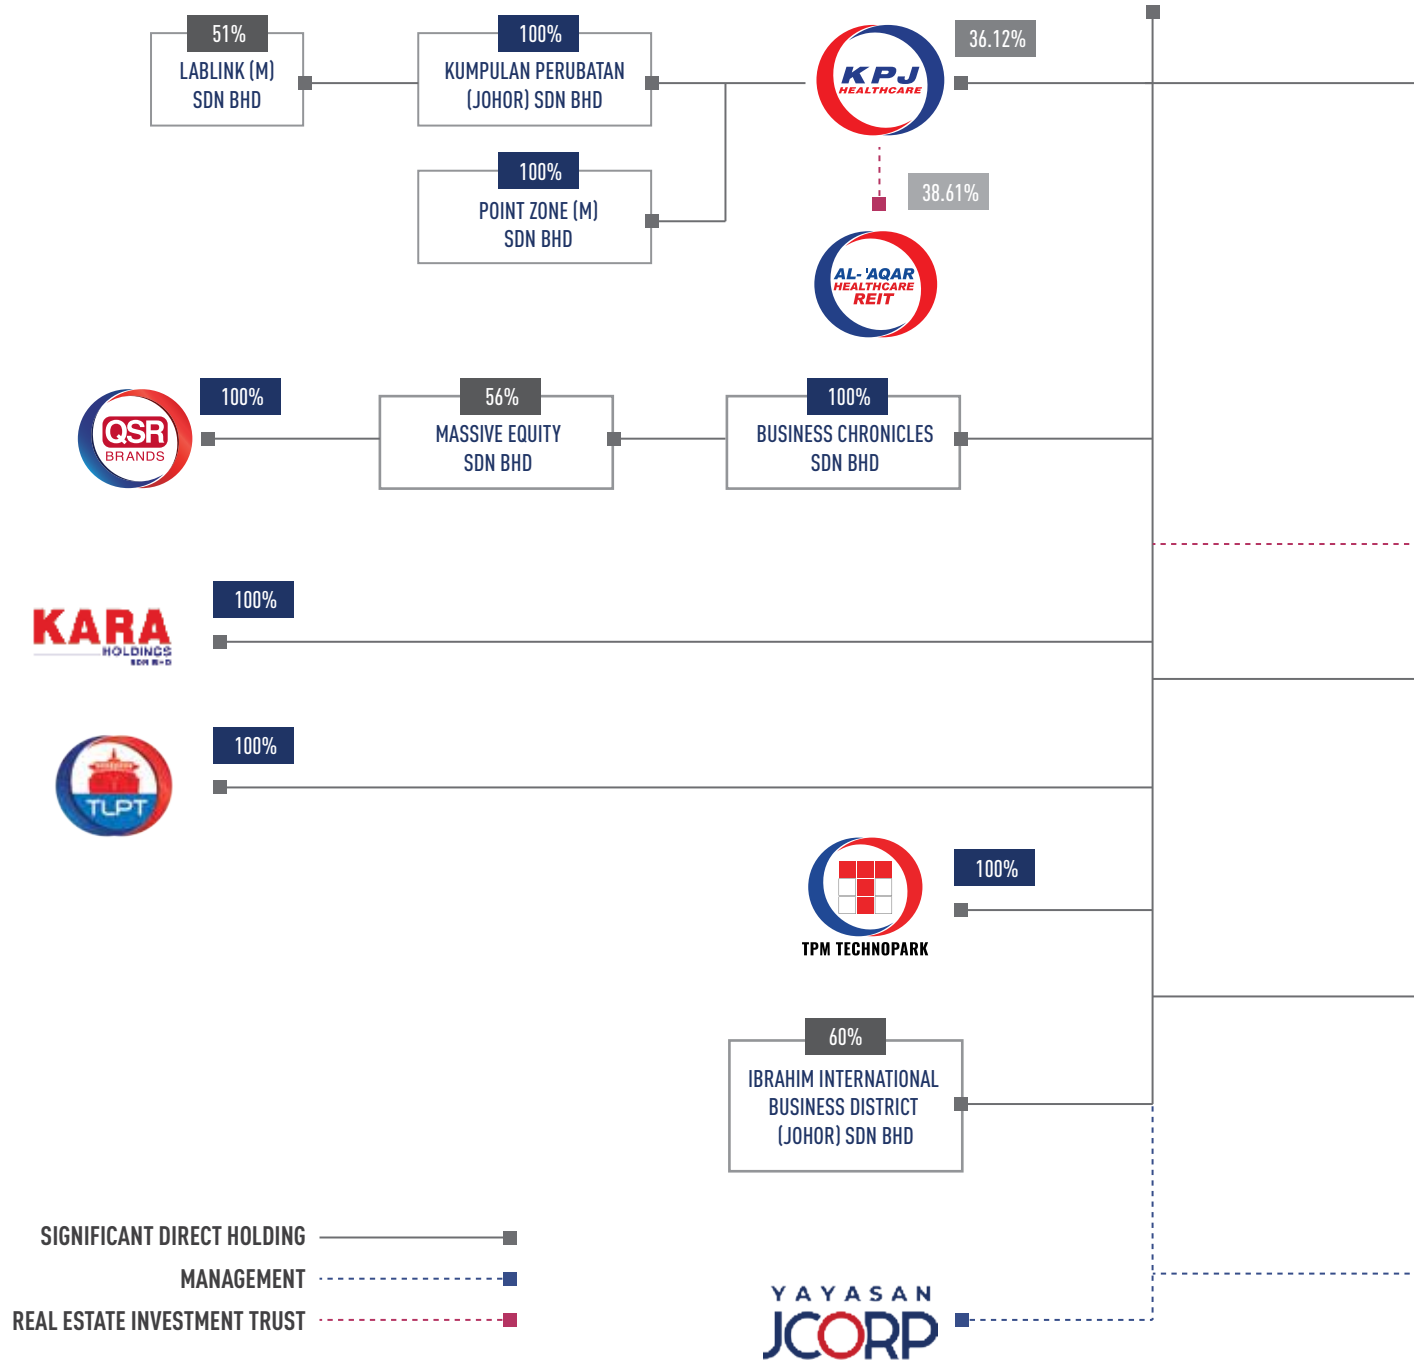 51%
LABLINK (M)
SDN BHD
100%
KUMPULAN PERUBATAN
(JOHOR) SDN BHD
KPJ
HEALTHCARE
36.12%
100%
POINT ZONE (M)
SDN BHD
38.61%
AL-'AQAR
HEALTHCARE
REIT
QSR
BRANDS
100%
56%
MASSIVE EQUITY
SDN BHD
100%
BUSINESS CHRONICLES
SDN BHD
KARA
HOLDINGS
SDN BHD
100%
TLPT
100%
TPM TECHNOPARK
100%
60%
IBRAHIM INTERNATIONAL
BUSINESS DISTRICT
(JOHOR) SDN BHD
SIGNIFICANT DIRECT HOLDING
MANAGEMENT
REAL ESTATE INVESTMENT TRUST
YAYASAN
JCORP